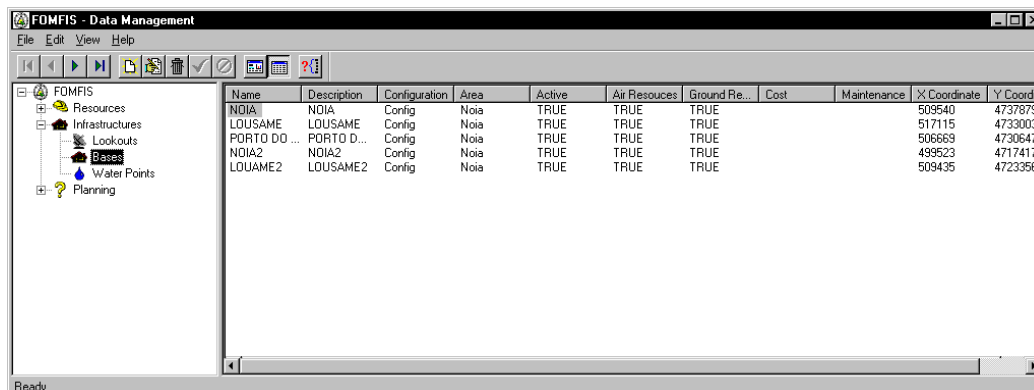 FOMFIS - Data Management
File Edit View Help
FOMFIS
Resources
Infrastructures
Lookouts
Bases
Water Points
Planning
Name Description Configuration Area Active Air Resouces Ground Re... Cost Maintenance X Coordinate Y Coord
NOIA NOIA Config Noia TRUE TRUE TRUE 509540 4737879
LOUSAME LOUSAME Config Noia TRUE TRUE TRUE 517115 4733003
PORTO DO ... PORTO D... Config Noia TRUE TRUE TRUE 506669 4730647
NOIA2 NOIA2 Config Noia TRUE TRUE TRUE 499523 4717417
LOUAME2 LOUSAME2 Config Noia TRUE TRUE TRUE 509435 4723356
Ready